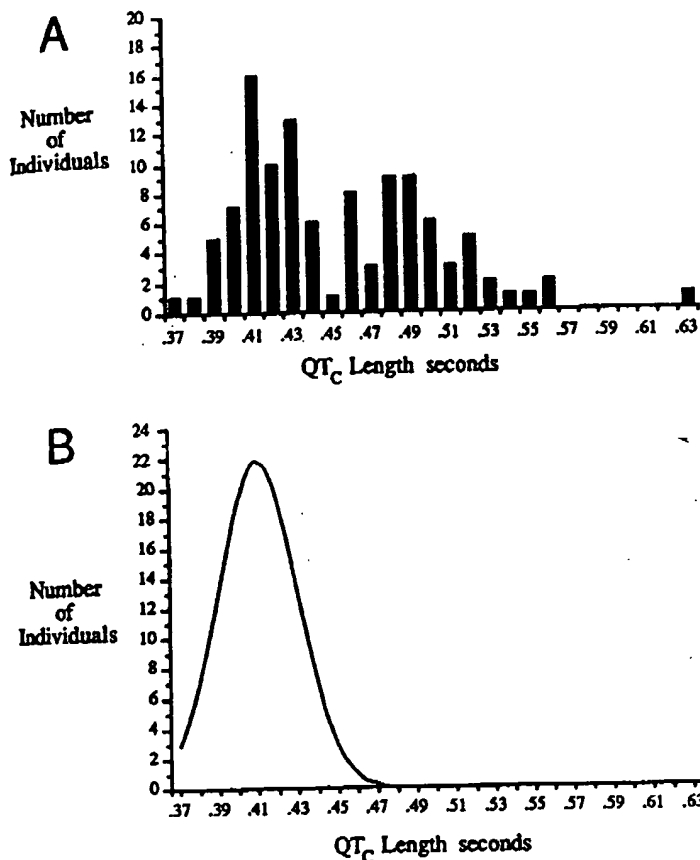 A
20
18
16
14
12
10
8
6
4
2
0
Number
of
Individuals
.37 .39 .41 .43 .45 .47 .49 .51 .53 .55 .57 .59 .61 .63
QTC Length seconds
B
24
22
20
18
16
14
12
10
8
6
4
2
0
Number
of
Individuals
.37 .39 .41 .43 .45 .47 .49 .51 .53 .55 .57 .59 .61 .63
QTC Length seconds